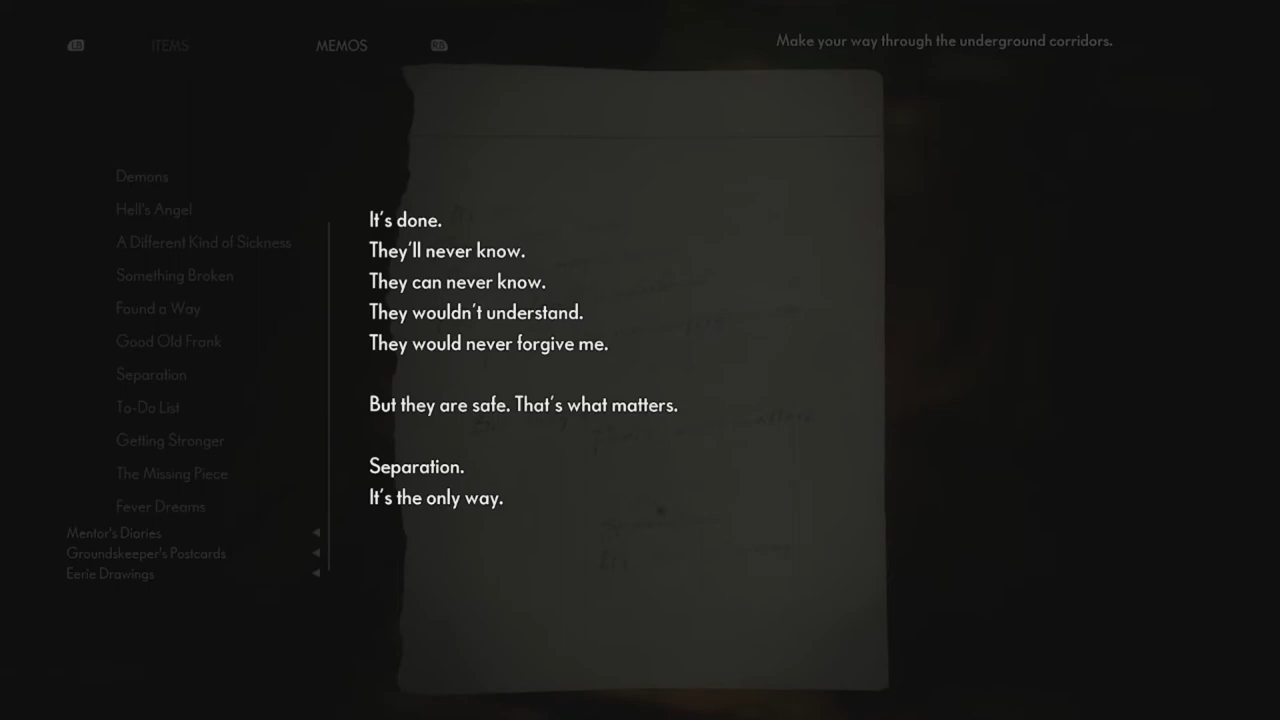 LB ITEMS MEMOS RB
Make your way through the underground corridors.
Demons
Hell's Angel
A Different Kind of Sickness
Something Broken
Found a Way
Good Old Frank
Separation
To-Do List
Getting Stronger
The Missing Piece
Fever Dreams
Mentor's Diaries
Groundskeeper's Postcards
Eerie Drawings
It's done.
They'll never know.
They can never know.
They wouldn't understand.
They would never forgive me.
But they are safe. That's what matters.
Separation.
It's the only way.